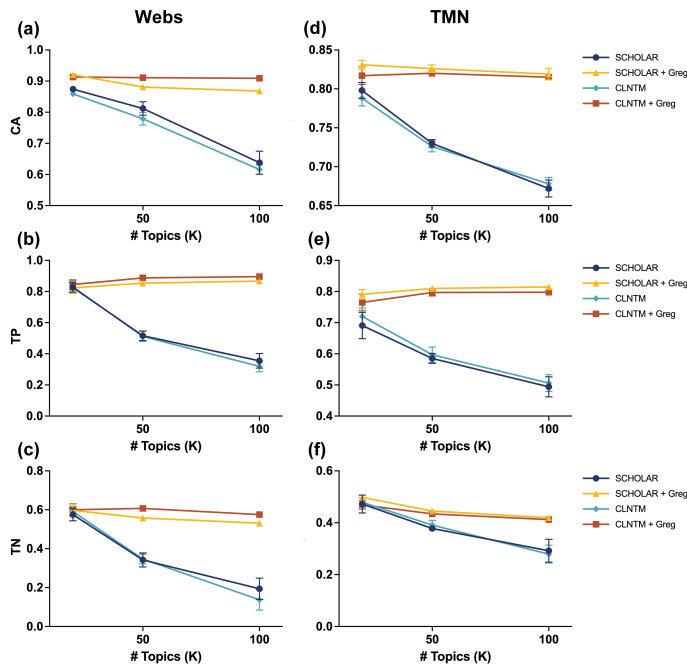 Webs
TMN
(a)
1.0
0.9
0.8
0.7
0.6
0.5
CA
50
100
# Topics (K)
(d)
0.85
0.80
0.75
0.70
0.65
50
100
# Topics (K)
SCHOLAR
SCHOLAR + Greg
CLNTM
CLNTM + Greg
(b)
1.0
0.8
0.6
0.4
0.2
0.0
TP
50
100
# Topics (K)
(e)
0.9
0.8
0.7
0.6
0.5
0.4
50
100
# Topics (K)
SCHOLAR
SCHOLAR + Greg
CLNTM
CLNTM + Greg
(c)
0.8
0.6
0.4
0.2
0.0
TN
50
100
# Topics (K)
(f)
0.6
0.4
0.2
0.0
50
100
# Topics (K)
SCHOLAR
SCHOLAR + Greg
CLNTM
CLNTM + Greg